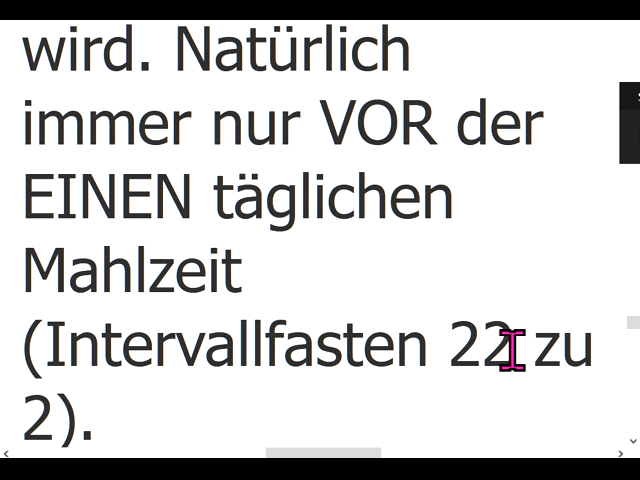 wird. Natürlich
immer nur VOR der
EINEN täglichen
Mahlzeit
(Intervallfasten 22 zu
2).